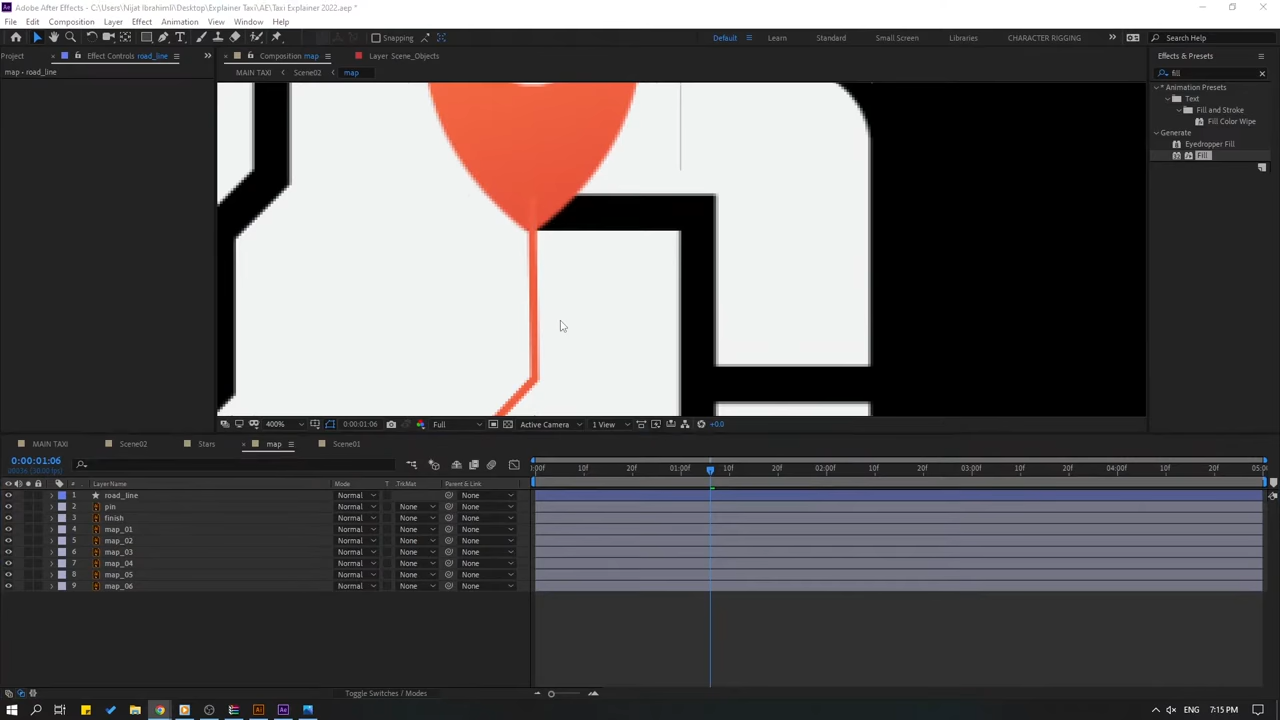 Adobe After Effects - C:\Users\Nijat Ibrahimli\Desktop\Explainer Taxi\AE\Taxi Explainer 2022.aep *
File Edit Composition Layer Effect Animation View Window Help
Snapping Default Learn Standard Small Screen Libraries CHARACTER RIGGING Search Help
Project Effect Controls road_line Composition map Layer Scene_Objects Effects & Presets
map • road_line MAIN TAXI Scene02 map fill
* Animation Presets
Text
Fill and Stroke
Fill Color Wipe
Generate
Eyedropper Fill
Fill
400% 0:00:01:06 Full Active Camera 1 View +0.0
MAIN TAXI Scene02 Stars map Scene01
0:00:01:06
:00f 10f 20f 01:00f 10f 20f 02:00f 10f 20f 03:00f 10f 20f 04:00f 10f 20f 05:0
# Layer Name Mode T .TrkMat Parent & Link
1 road_line Normal None
2 pin Normal None None
3 finish Normal None None
4 map_01 Normal None None
5 map_02 Normal None None
6 map_03 Normal None None
7 map_04 Normal None None
8 map_05 Normal None None
9 map_06 Normal None None
Toggle Switches / Modes
ENG 7:15 PM